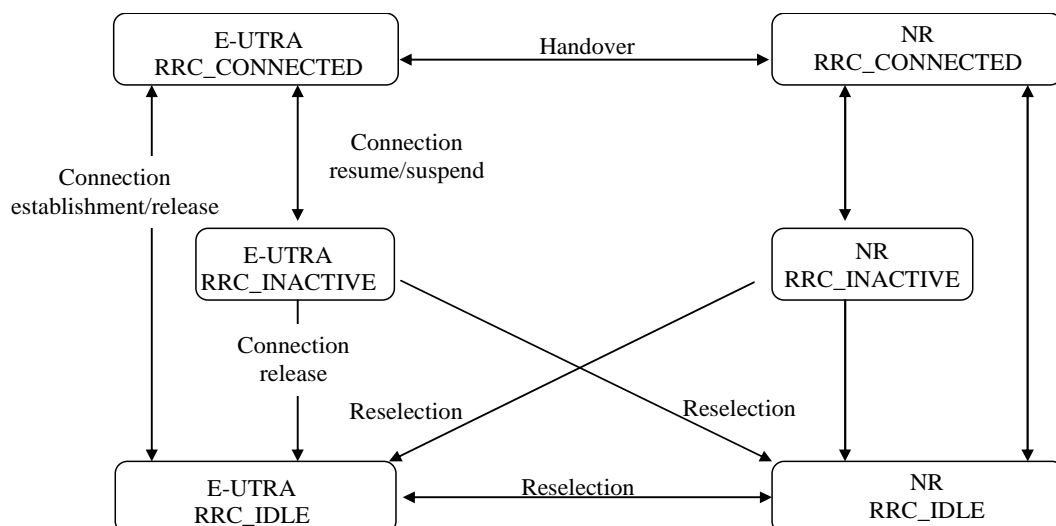 E-UTRA
RRC_CONNECTED
Handover
NR
RRC_CONNECTED
Connection
resume/suspend
Connection
establishment/release
E-UTRA
RRC_INACTIVE
NR
RRC_INACTIVE
Connection
release
Reselection
Reselection
E-UTRA
RRC_IDLE
Reselection
NR
RRC_IDLE